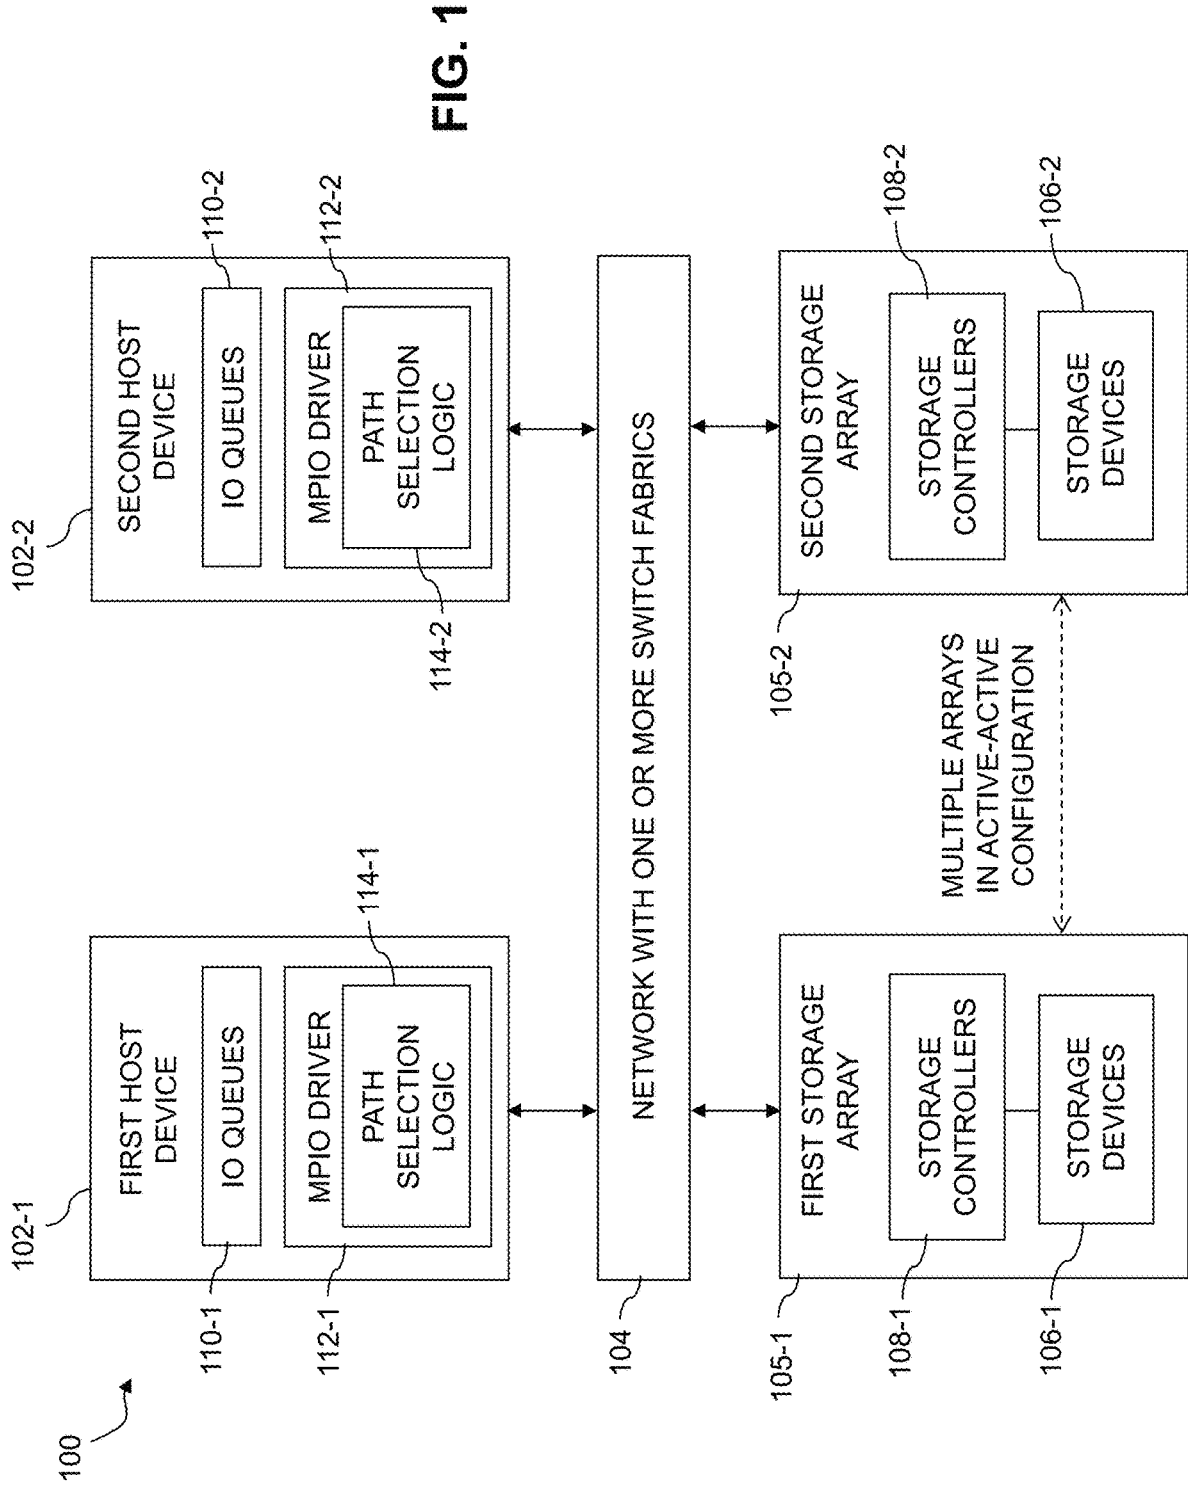 100
102-1
FIRST HOST
DEVICE
110-1
IO QUEUES
112-1
MPIO DRIVER
PATH
SELECTION
LOGIC
114-1
102-2
SECOND HOST
DEVICE
IO QUEUES
110-2
MPIO DRIVER
112-2
PATH
SELECTION
LOGIC
114-2
104
NETWORK WITH ONE OR MORE SWITCH FABRICS
105-1
FIRST STORAGE
ARRAY
108-1
STORAGE
CONTROLLERS
106-1
STORAGE
DEVICES
MULTIPLE ARRAYS
IN ACTIVE-ACTIVE
CONFIGURATION
105-2
SECOND STORAGE
ARRAY
STORAGE
CONTROLLERS
108-2
STORAGE
DEVICES
106-2
FIG. 1